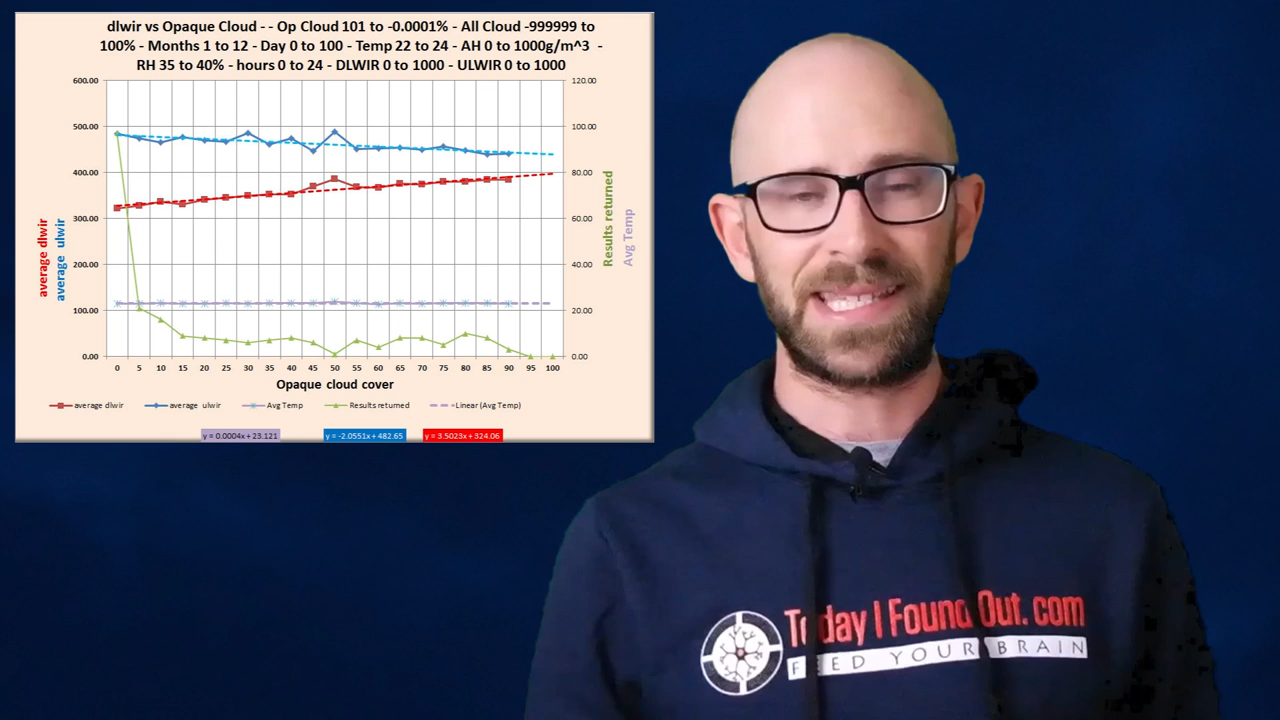 dlwir vs Opaque Cloud - - Op Cloud 101 to -0.0001% - All Cloud -999999 to
100% - Months 1 to 12 - Day 0 to 100 - Temp 22 to 24 - AH 0 to 1000g/m^3 -
RH 35 to 40% - hours 0 to 24 - DLWIR 0 to 1000 - ULWIR 0 to 1000
600.00
500.00
400.00
300.00
200.00
100.00
0.00
average dlwir
average ulwir
120.00
100.00
80.00
60.00
40.00
20.00
0.00
Results returned
Avg Temp
0 5 10 15 20 25 30 35 40 45 50 55 60 65 70 75 80 85 90 95 100
Opaque cloud cover
average dlwir average ulwir Avg Temp Results returned Linear (Avg Temp)
y = 0.0004x + 23.121 y = -2.0551x + 482.65 y = 3.5023x + 324.06
Today I Found Out.com
FEED YOUR BRAIN